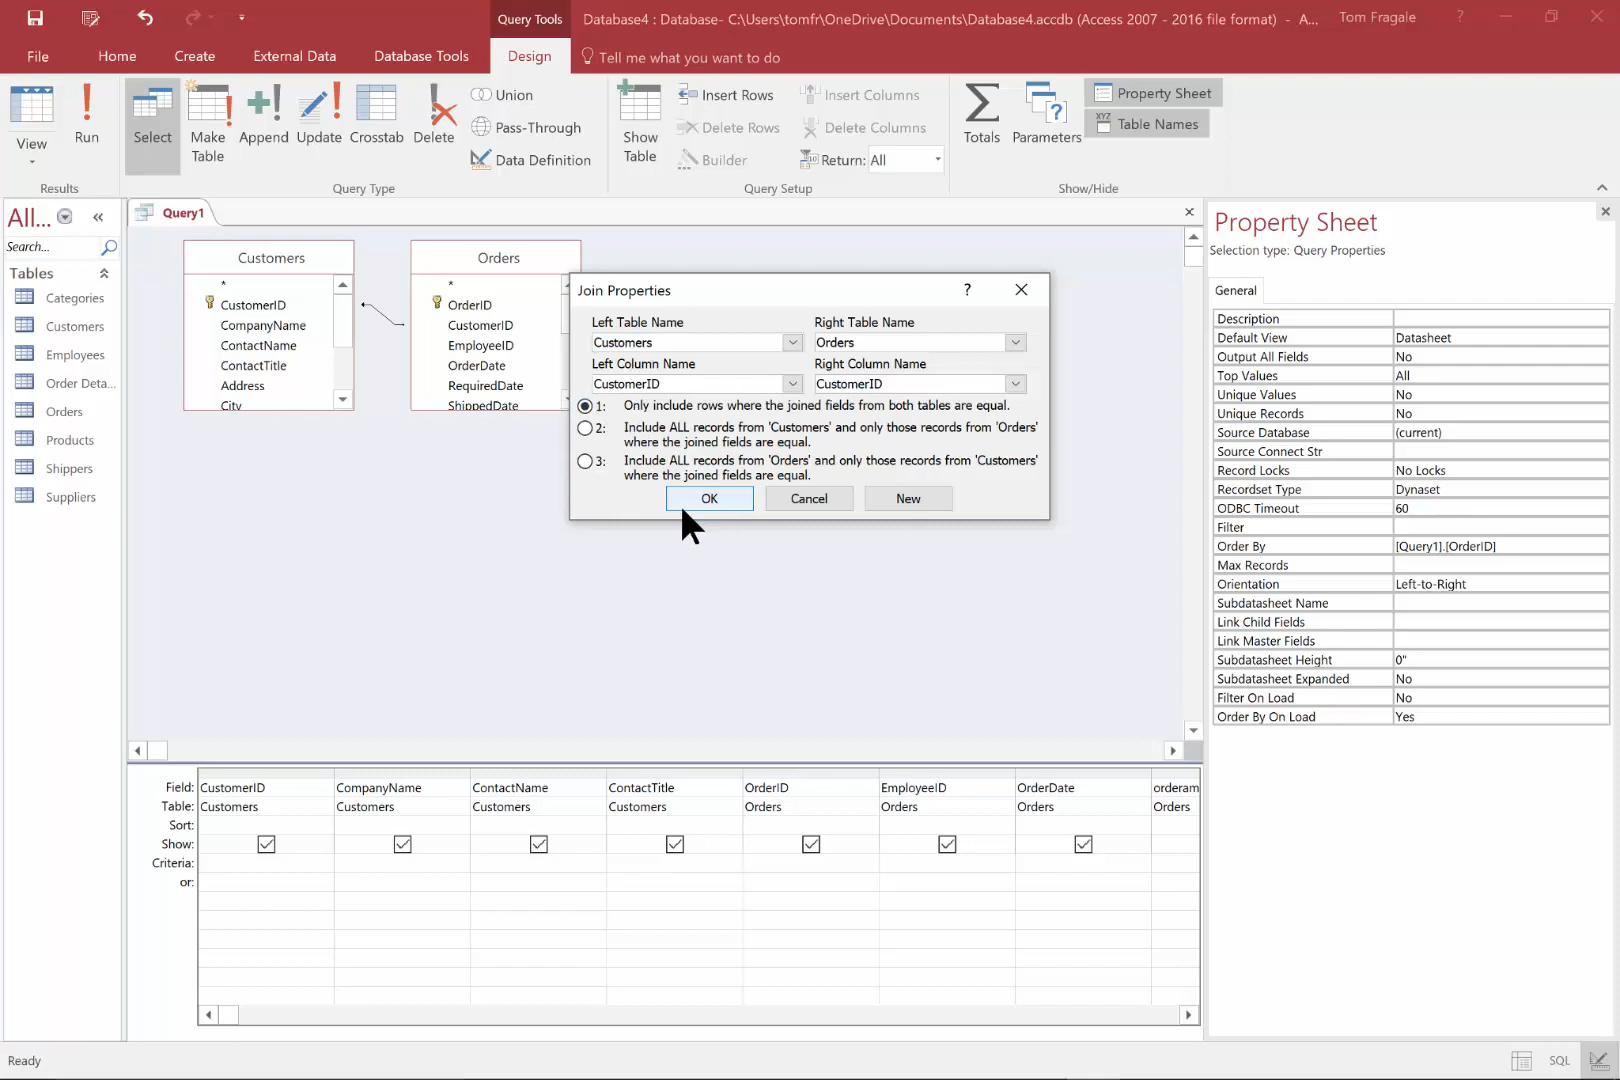 Query Tools
Database4 : Database- C:\Users\tomfr\OneDrive\Documents\Database4.accdb (Access 2007 - 2016 file format) - A...
Tom Fragale
?
File
Home
Create
External Data
Database Tools
Design
Tell me what you want to do
View
Run
Select
Make
Table
Append
Update
Crosstab
Delete
Union
Pass-Through
Data Definition
Show
Table
Insert Rows
Delete Rows
Builder
Insert Columns
Delete Columns
Return: All
Totals
Parameters
Property Sheet
XYZ Table Names
Results
Query Type
Query Setup
Show/Hide
All...
Search...
Tables
Categories
Customers
Employees
Order Deta...
Orders
Products
Shippers
Suppliers
Query1
Customers
*
CustomerID
CompanyName
ContactName
ContactTitle
Address
City
Orders
*
OrderID
CustomerID
EmployeeID
OrderDate
RequiredDate
ShippedDate
Join Properties
?
Left Table Name
Right Table Name
Customers
Orders
Left Column Name
Right Column Name
CustomerID
CustomerID
1: Only include rows where the joined fields from both tables are equal.
2: Include ALL records from 'Customers' and only those records from 'Orders'
where the joined fields are equal.
3: Include ALL records from 'Orders' and only those records from 'Customers'
where the joined fields are equal.
OK
Cancel
New
Field: CustomerID CompanyName ContactName ContactTitle OrderID EmployeeID OrderDate orderam
Table: Customers Customers Customers Customers Orders Orders Orders Orders
Sort:
Show:
Criteria:
or:
Property Sheet
Selection type: Query Properties
General
Description
Default View Datasheet
Output All Fields No
Top Values All
Unique Values No
Unique Records No
Source Database (current)
Source Connect Str
Record Locks No Locks
Recordset Type Dynaset
ODBC Timeout 60
Filter
Order By [Query1].[OrderID]
Max Records
Orientation Left-to-Right
Subdatasheet Name
Link Child Fields
Link Master Fields
Subdatasheet Height 0"
Subdatasheet Expanded No
Filter On Load No
Order By On Load Yes
Ready
SQL